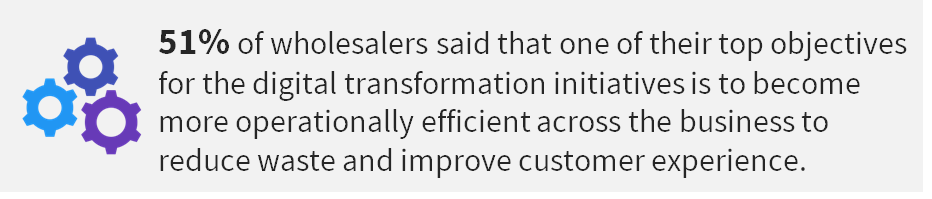 51% of wholesalers said that one of their top objectives
for the digital transformation initiatives is to become
more operationally efficient across the business to
reduce waste and improve customer experience.